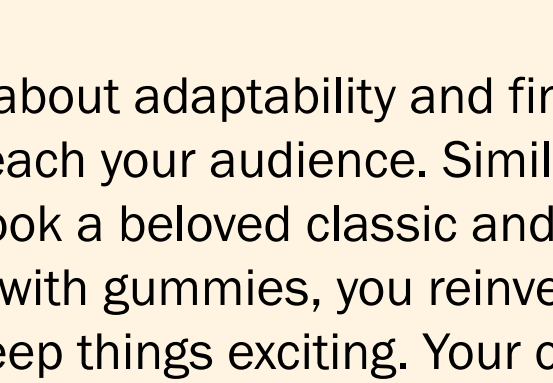 about adaptability and fin
each your audience. Simil
ook a beloved classic and
with gummies, you reinve
eep things exciting. Your c